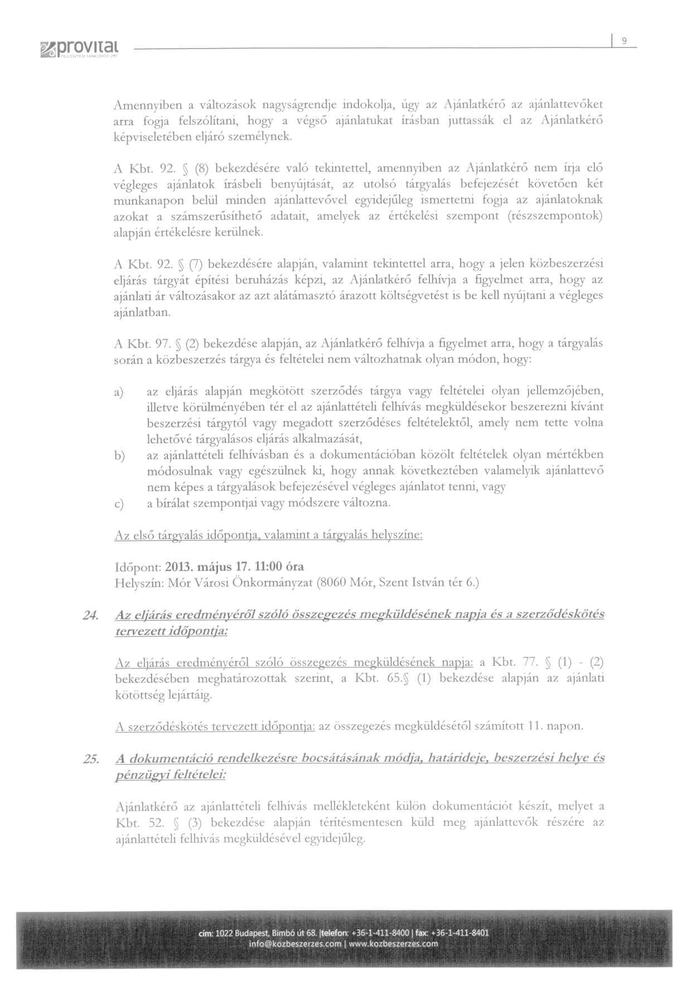 provital
FEJLESZTÉSI TANÁCSADÓ ZRT
9
Amennyiben a változások nagyságrendje indokolja, úgy az Ajánlatkérő az ajánlattevőket
arra fogja felszólítani, hogy a végső ajánlatukat írásban juttassák el az Ajánlatkérő
képviseletében eljáró személynek.
A Kbt. 92. § (8) bekezdésére való tekintettel, amennyiben az Ajánlatkérő nem írja elő
végleges ajánlatok írásbeli benyújtását, az utolsó tárgyalás befejezését követően két
munkanapon belül minden ajánlattevővel egyidejűleg ismertetni fogja az ajánlatoknak
azokat a számszerűsíthető adatait, amelyek az értékelési szempont (részszempontok)
alapján értékelésre kerülnek.
A Kbt. 92. § (7) bekezdésére alapján, valamint tekintettel arra, hogy a jelen közbeszerzési
eljárás tárgyát építési beruházás képzi, az Ajánlatkérő felhívja a figyelmet arra, hogy az
ajánlati ár változásakor az azt alátámasztó árazott költségvetést is be kell nyújtani a végleges
ajánlatban.
A Kbt. 97. § (2) bekezdése alapján, az Ajánlatkérő felhívja a figyelmet arra, hogy a tárgyalás
során a közbeszerzés tárgya és feltételei nem változhatnak olyan módon, hogy:
a) az eljárás alapján megkötött szerződés tárgya vagy feltételei olyan jellemzőjében,
illetve körülményében tér el az ajánlattételi felhívás megküldésekor beszerezni kívánt
beszerzési tárgytól vagy megadott szerződéses feltételektől, amely nem tette volna
lehetővé tárgyalásos eljárás alkalmazását,
b) az ajánlattételi felhívásban és a dokumentációban közölt feltételek olyan mértékben
módosulnak vagy egészülnek ki, hogy annak következtében valamelyik ajánlattevő
nem képes a tárgyalások befejezésével végleges ajánlatot tenni, vagy
c) a bírálat szempontjai vagy módszere változna.
Az első tárgyalás időpontja, valamint a tárgyalás helyszíne:
Időpont: 2013. május 17. 11:00 óra
Helyszín: Mór Városi Önkormányzat (8060 Mór, Szent István tér 6.)
24. Az eljárás eredményéről szóló összegezés megküldésének napja és a szerződéskötés
tervezett időpontja:
Az eljárás eredményéről szóló összegezés megküldésének napja: a Kbt. 77. § (1) - (2)
bekezdésében meghatározottak szerint, a Kbt. 65.§ (1) bekezdése alapján az ajánlati
kötöttség lejártáig.
A szerződéskötés tervezett időpontja: az összegezés megküldésétől számított 11. napon.
25. A dokumentáció rendelkezésre bocsátásának módja, határideje, beszerzési helye és
pénzügyi feltételei:
Ajánlatkérő az ajánlattételi felhívás mellékleteként külön dokumentációt készít, melyet a
Kbt. 52. § (3) bekezdése alapján térítésmentesen küld meg ajánlattevők részére az
ajánlattételi felhívás megküldésével egyidejűleg.
cím: 1022 Budapest, Bimbó út 68. |telefon: +36-1-411-8400 | fax: +36-1-411-8401
info@kozbeszerzes.com | www.kozbeszerzes.com